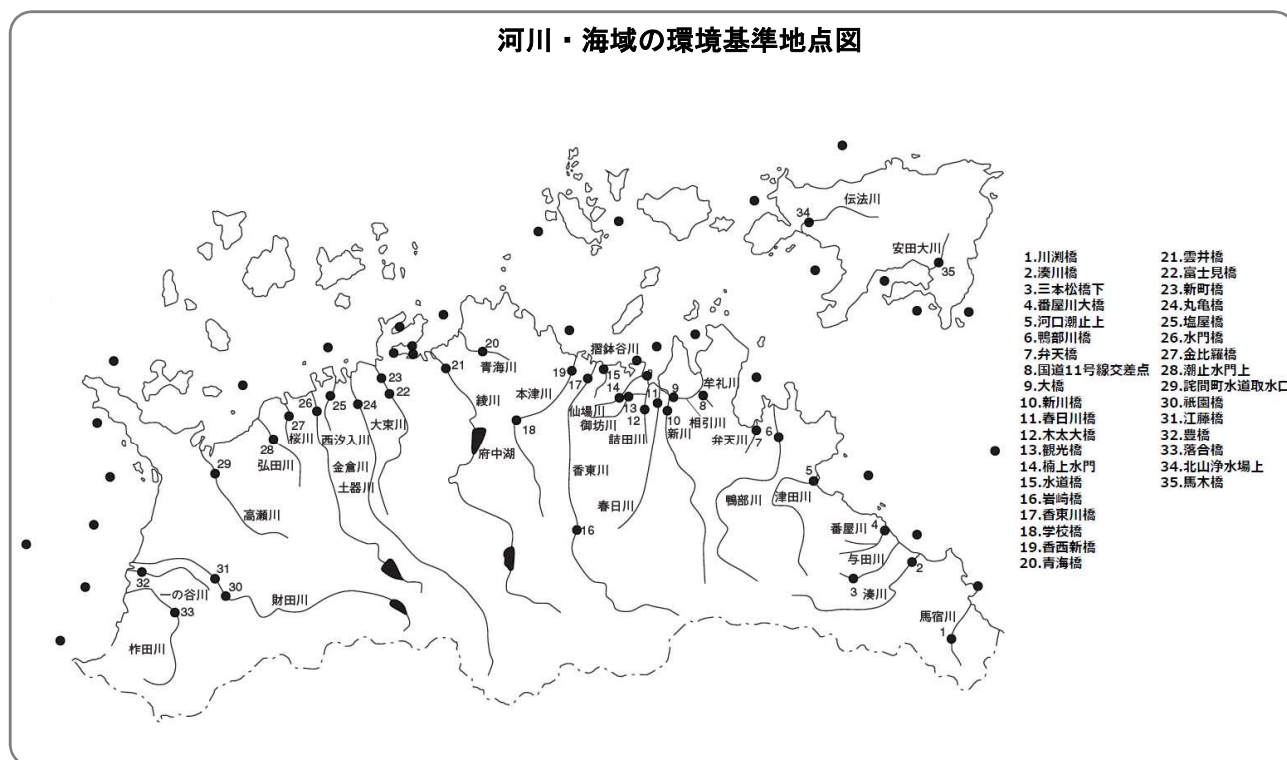 河川・海域の環境基準地点図
伝法川
34
安田大川
35
20
青海川
21
綾川
摺鉢谷川
15
19
17
本津川
14
仙場川
御坊川
13
12
詰田川
11
10
新川
9
牟礼川
8
相引川
弁天川
7
6
23
22
大束川
24
25
26
27
桜川
西汐入川
金倉川
土器川
28
弘田川
29
高瀬川
18
府中湖
香東川
春日川
16
鴨部川
津田川
5
番屋川
4
与田川
3
湊川
2
馬宿川
1
31
32
一の谷川
30
財田川
33
柞田川
1.川渕橋
2.湊川橋
3.三本松橋下
4.番屋川大橋
5.河口潮止上
6.鴨部川橋
7.弁天橋
8.国道11号線交差点
9.大橋
10.新川橋
11.春日川橋
12.木太大橋
13.観光橋
14.楠上水門
15.水道橋
16.岩崎橋
17.香東川橋
18.学校橋
19.香西新橋
20.青海橋
21.雲井橋
22.富士見橋
23.新町橋
24.丸亀橋
25.塩屋橋
26.水門橋
27.金比羅橋
28.潮止水門上
29.詫間町水道取水口
30.祇園橋
31.江藤橋
32.豊橋
33.落合橋
34.北山浄水場上
35.馬木橋